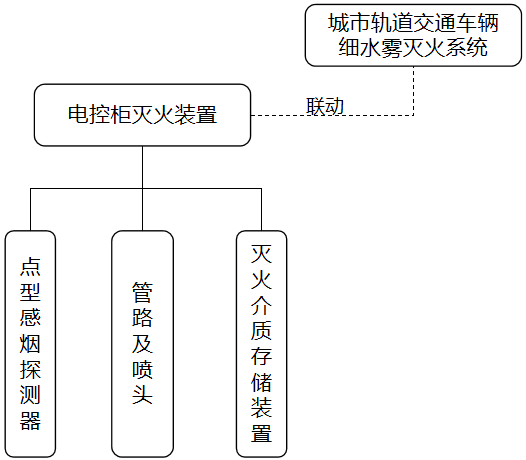 城市轨道交通车辆
细水雾灭火系统
电控柜灭火装置
联动
点型感烟探测器
管路及喷头
灭火介质存储装置